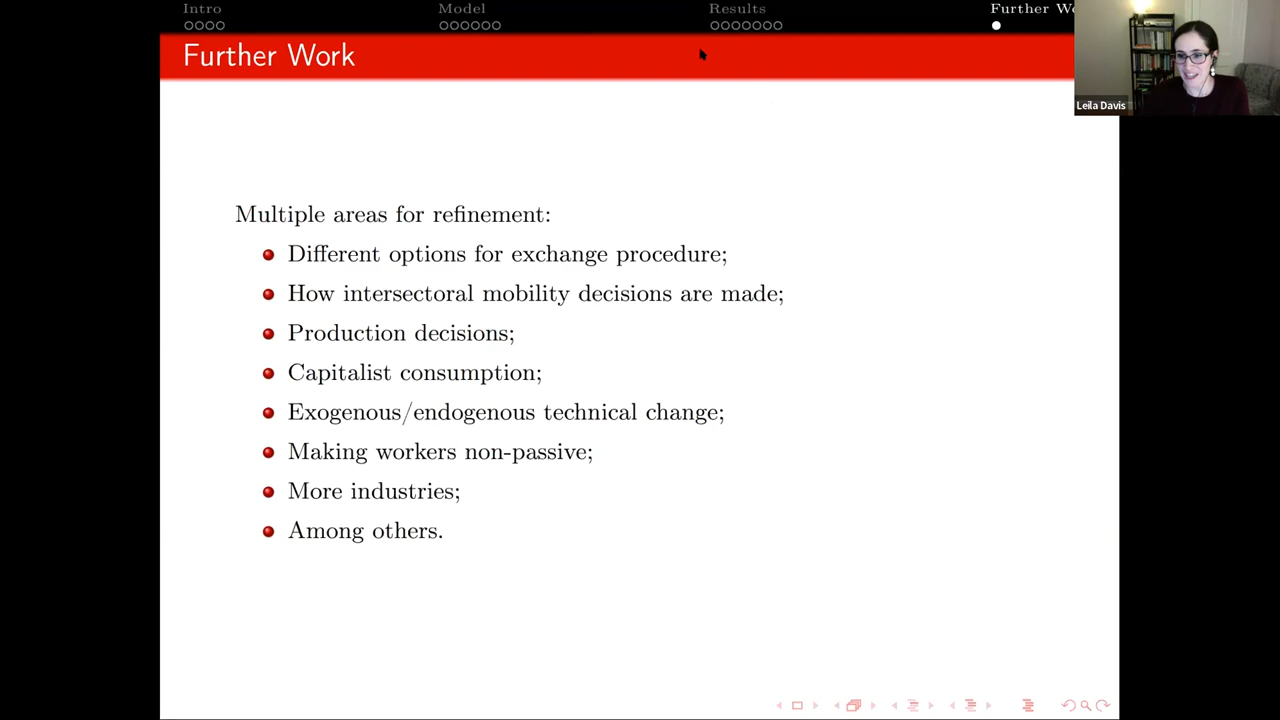 Intro
Model
Results
Further Wo
Further Work
Leila Davis
Multiple areas for refinement:
Different options for exchange procedure;
How intersectoral mobility decisions are made;
Production decisions;
Capitalist consumption;
Exogenous/endogenous technical change;
Making workers non-passive;
More industries;
Among others.